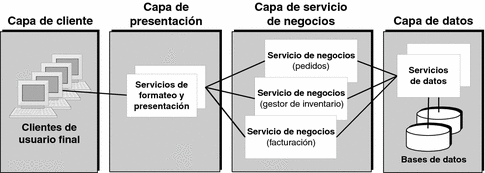 Capa de cliente
Capa de
presentación
Capa de servicio
de negocios
Capa de datos
Clientes de
usuario final
Servicios de
formateo y
presentación
Servicio de negocios
(pedidos)
Servicio de negocios
(gestor de inventario)
Servicio de negocios
(facturación)
Servicios
de datos
Bases de datos